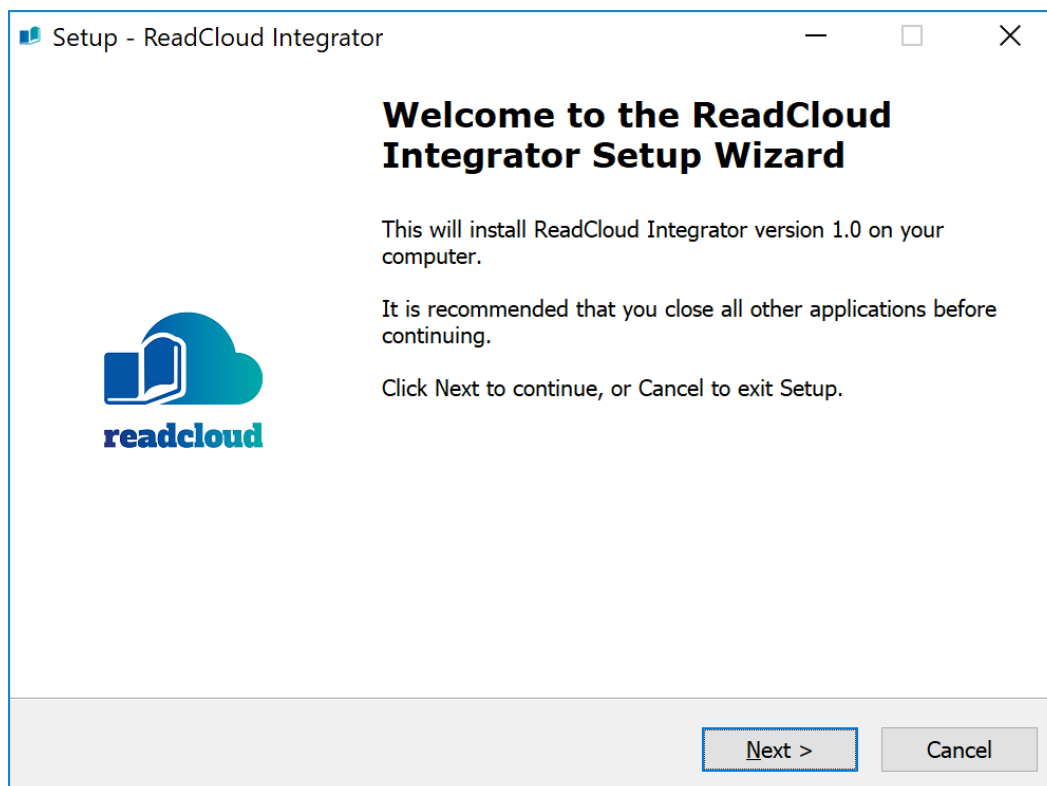 Setup - ReadCloud Integrator
Welcome to the ReadCloud
Integrator Setup Wizard
This will install ReadCloud Integrator version 1.0 on your
computer.
It is recommended that you close all other applications before
continuing.
Click Next to continue, or Cancel to exit Setup.
readcloud
Next >
Cancel